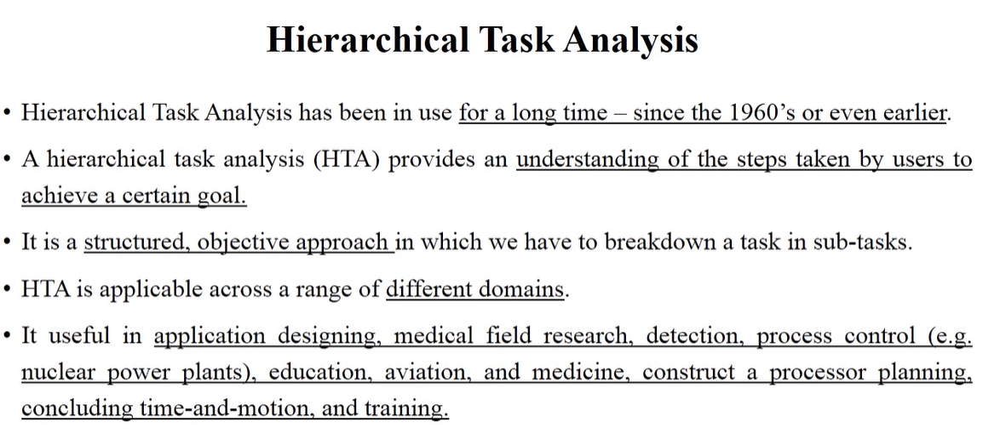 Hierarchical Task Analysis
• Hierarchical Task Analysis has been in use for a long time – since the 1960’s or even earlier.
• A hierarchical task analysis (HTA) provides an understanding of the steps taken by users to
achieve a certain goal.
• It is a structured, objective approach in which we have to breakdown a task in sub-tasks.
• HTA is applicable across a range of different domains.
• It useful in application designing, medical field research, detection, process control (e.g.
nuclear power plants), education, aviation, and medicine, construct a processor planning,
concluding time-and-motion, and training.